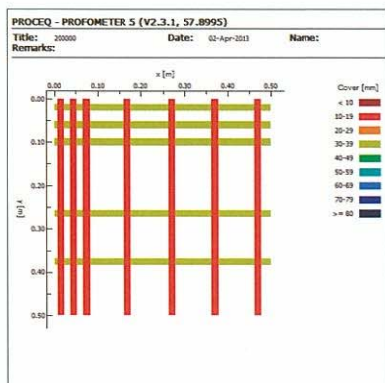 PROCEQ - PROFOMETER 5 (V2.3.1, 57.8995)
Title: 200000 Date: 02-Apr-2013 Name:
Remarks:
x [m]
0.00 0.10 0.20 0.30 0.40 0.50
Cover [mm]
< 10
10-19
20-29
30-39
40-49
50-59
60-69
70-79
>= 80
y [m]
0.00
0.10
0.20
0.30
0.40
0.50